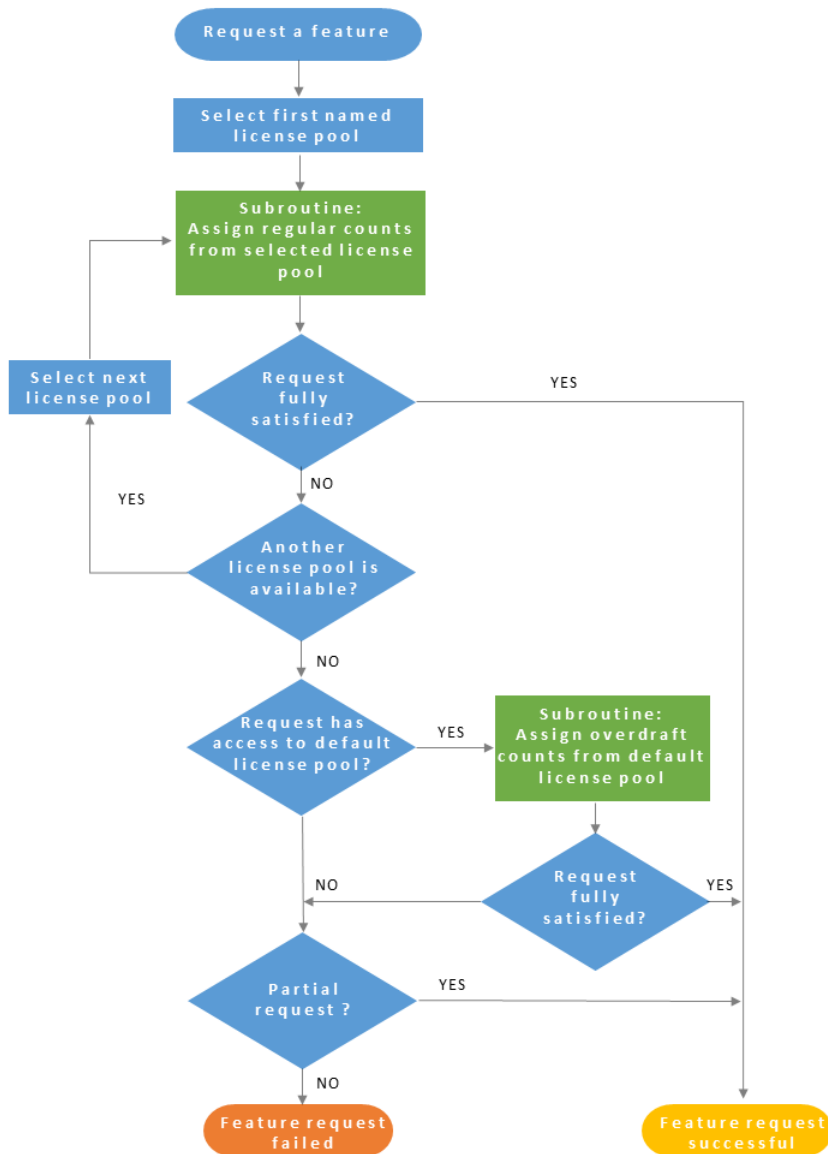 Request a feature
Select first named
license pool
Subroutine:
Assign regular counts
from selected license
pool
Select next
license pool
Request
fully
satisfied?
YES
NO
YES
Another
license pool is
available?
NO
Request has
access to default
license pool?
YES
Subroutine:
Assign overdraft
counts from default
license pool
NO
Request
fully
satisfied?
YES
Partial
request ?
YES
NO
Feature request
failed
Feature request
successful